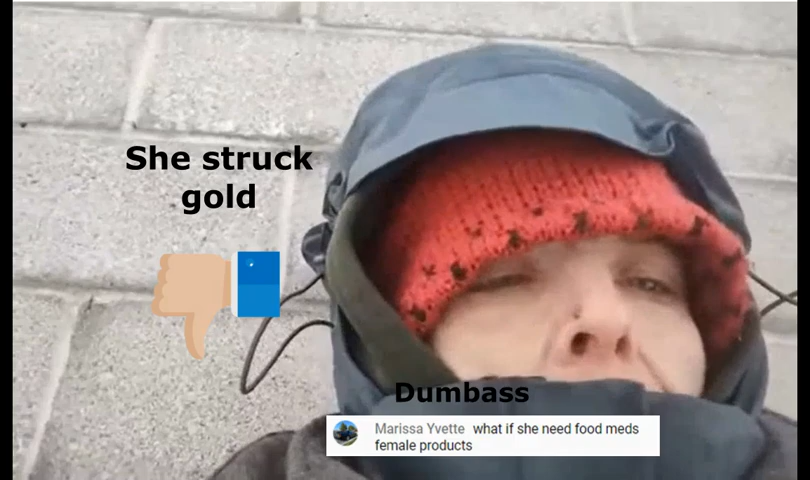 She struck
gold
Dumbass
Marissa Yvette what if she need food meds
female products